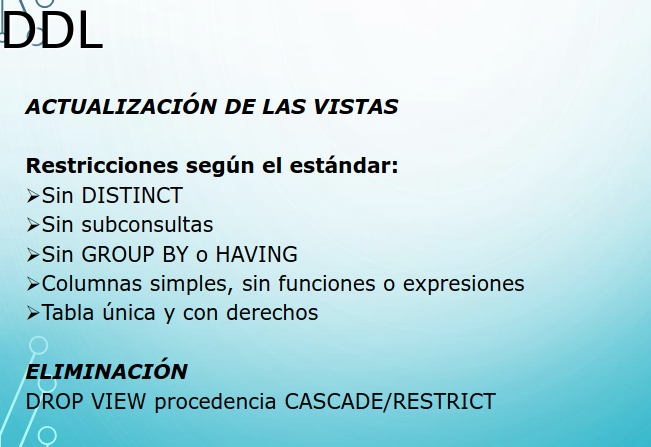 DDL
ACTUALIZACIÓN DE LAS VISTAS
Restricciones según el estándar:
➢Sin DISTINCT
➢Sin subconsultas
➢Sin GROUP BY o HAVING
➢Columnas simples, sin funciones o expresiones
➢Tabla única y con derechos
ELIMINACIÓN
DROP VIEW procedencia CASCADE/RESTRICT